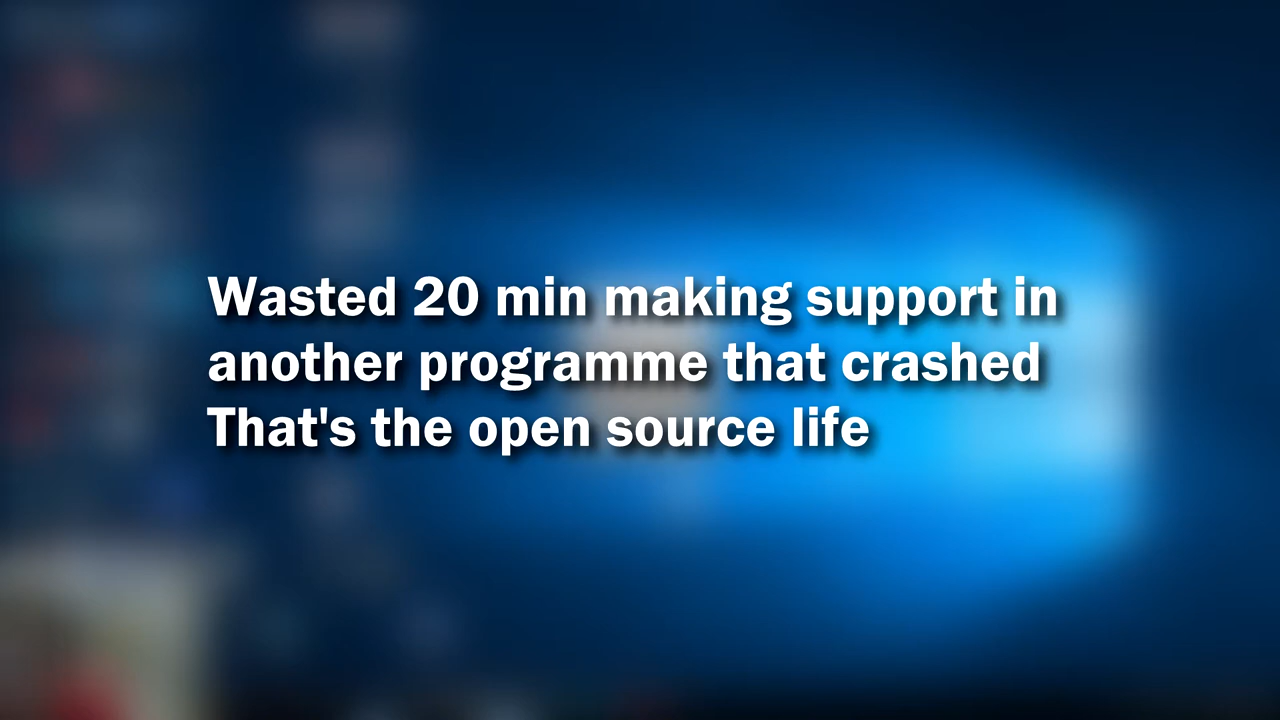 Wasted 20 min making support in
another programme that crashed
That's the open source life